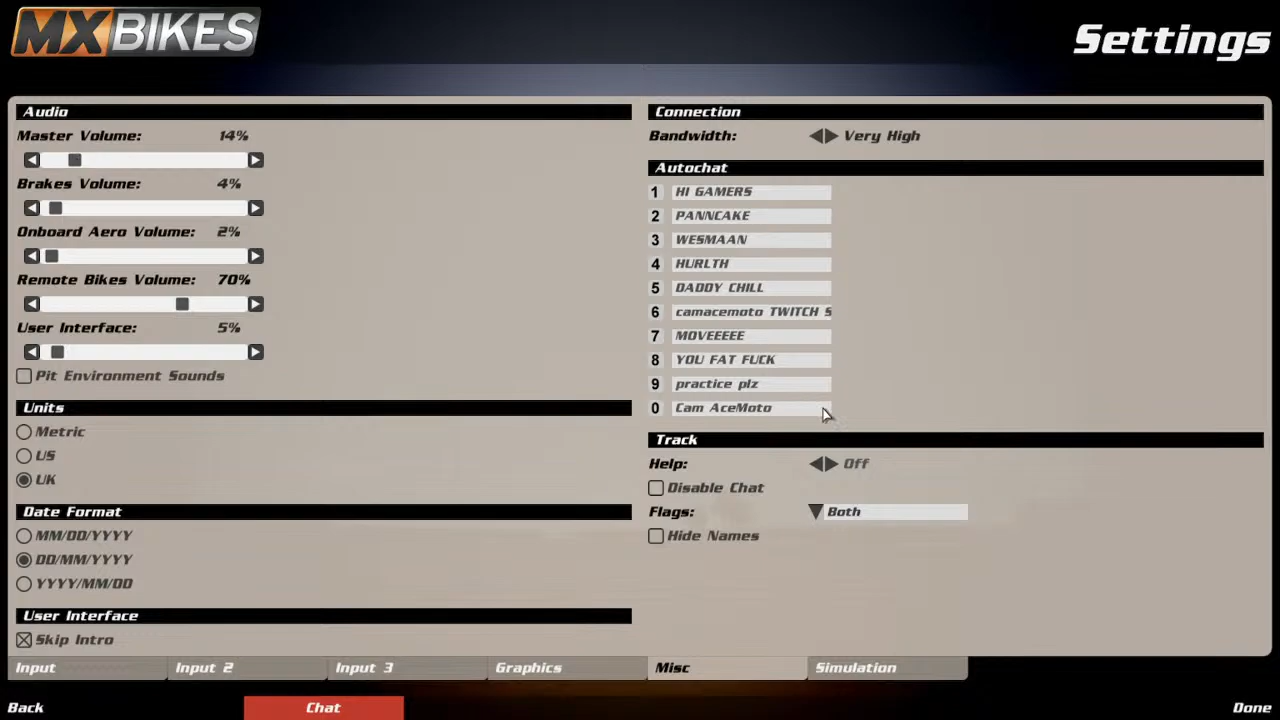 MXBIKES
Settings
Audio
Master Volume: 14%
Brakes Volume: 4%
Onboard Aero Volume: 2%
Remote Bikes Volume: 70%
User Interface: 5%
Pit Environment Sounds
Units
Metric
US
UK
Date Format
MM/DD/YYYY
DD/MM/YYYY
YYYY/MM/DD
User Interface
Skip Intro
Connection
Bandwidth: Very High
Autochat
1 HI GAMERS
2 PANNCAKE
3 WESMAAN
4 HURLTH
5 DADDY CHILL
6 camacemoto TWITCH S
7 MOVEEEEE
8 YOU FAT FUCK
9 practice plz
0 Cam AceMoto
Track
Help: Off
Disable Chat
Flags: Both
Hide Names
Input Input 2 Input 3 Graphics Misc Simulation
Back Chat Done